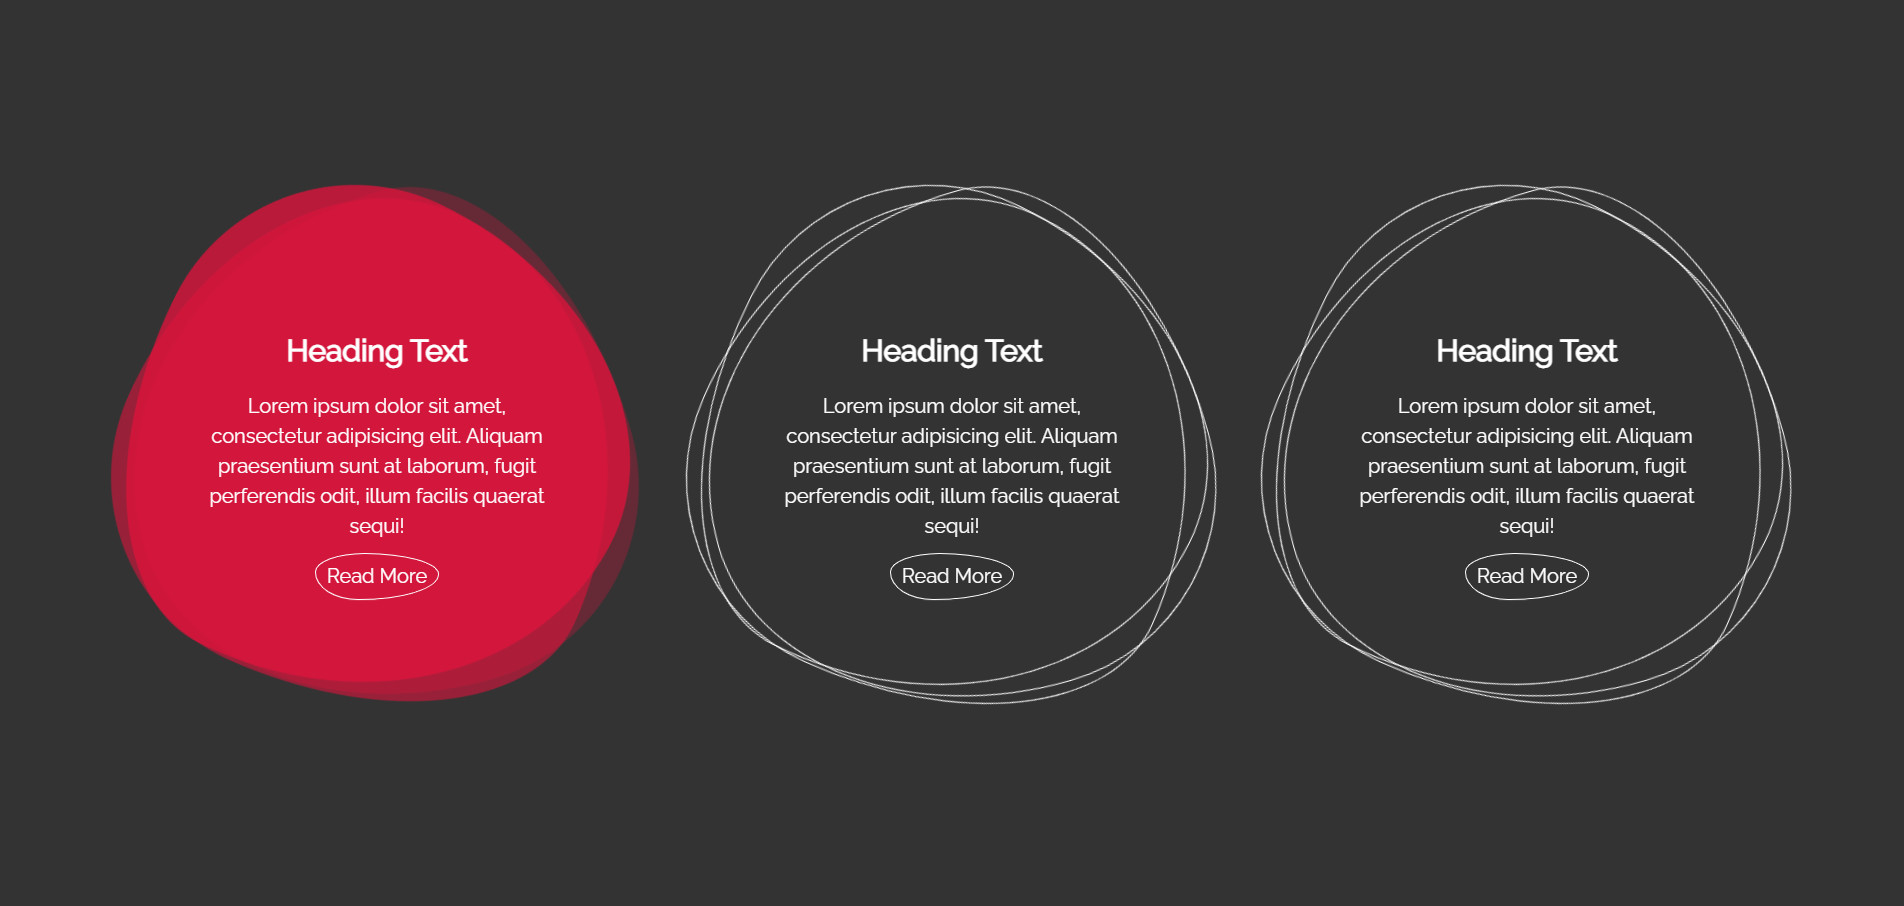 Heading Text
Lorem ipsum dolor sit amet,
consectetur adipisicing elit. Aliquam
praesentium sunt at laborum, fugit
perferendis odit, illum facilis quaerat
sequi!
Read More
Heading Text
Lorem ipsum dolor sit amet,
consectetur adipisicing elit. Aliquam
praesentium sunt at laborum, fugit
perferendis odit, illum facilis quaerat
sequi!
Read More
Heading Text
Lorem ipsum dolor sit amet,
consectetur adipisicing elit. Aliquam
praesentium sunt at laborum, fugit
perferendis odit, illum facilis quaerat
sequi!
Read More